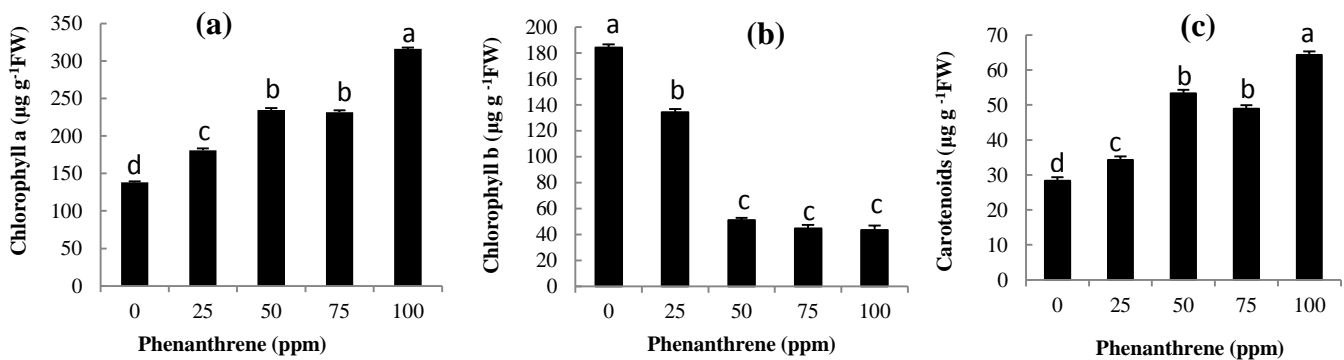 (a)
Chlorophyll a (µg g⁻¹FW)
350
300
250
200
150
100
50
0
d
c
b
b
a
0 25 50 75 100
Phenanthrene (ppm)
(b)
Chlorophyll b (µg g ⁻¹FW)
200
180
160
140
120
100
80
60
40
20
0
a
b
c
c
c
0 25 50 75 100
Phenanthrene (ppm)
(c)
Carotenoids (µg g ⁻¹FW)
70
60
50
40
30
20
10
0
d
c
b
b
a
0 25 50 75 100
Phenanthrene (ppm)